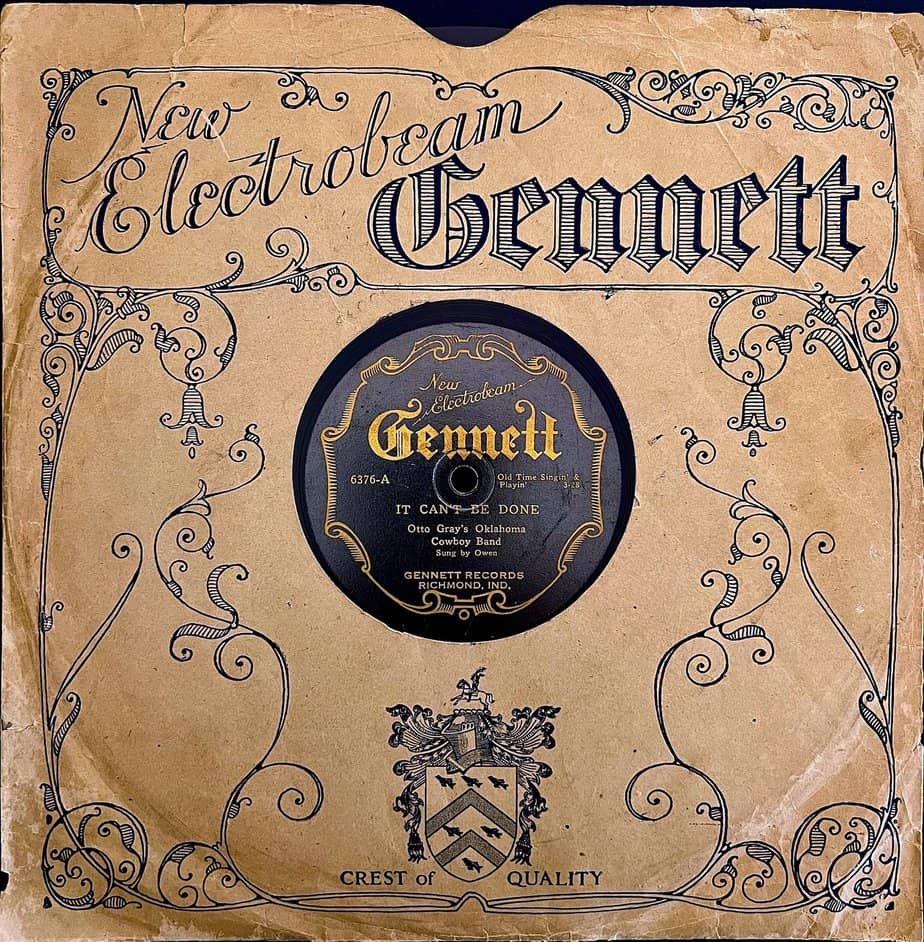 New
Electrobeam
Gennett
New
Electrobeam
Gennett
6376-A
Old Time Singin' &
Playin' 3-28
IT CAN'T BE DONE
Otto Gray's Oklahoma
Cowboy Band
Sung by Owen
GENNETT RECORDS
RICHMOND, IND.
CREST of QUALITY